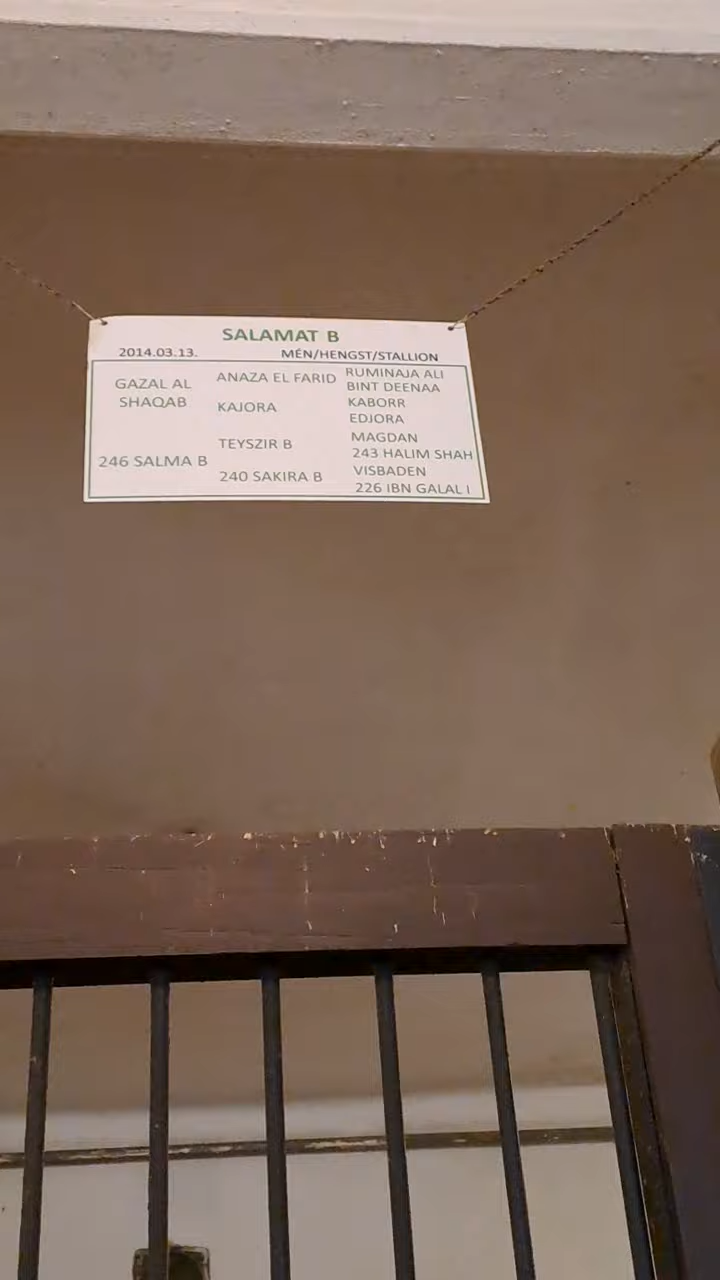 SALAMAT B
2014.03.13. MÉN/HENGST/STALLION
GAZAL AL SHAQAB
ANAZA EL FARID
RUMINAJA ALI
BINT DEENAA
KAJORA
KABORR
EDJORA
246 SALMA B
TEYSZIR B
MAGDAN
243 HALIM SHAH
240 SAKIRA B
VISBADEN
226 IBN GALAL I